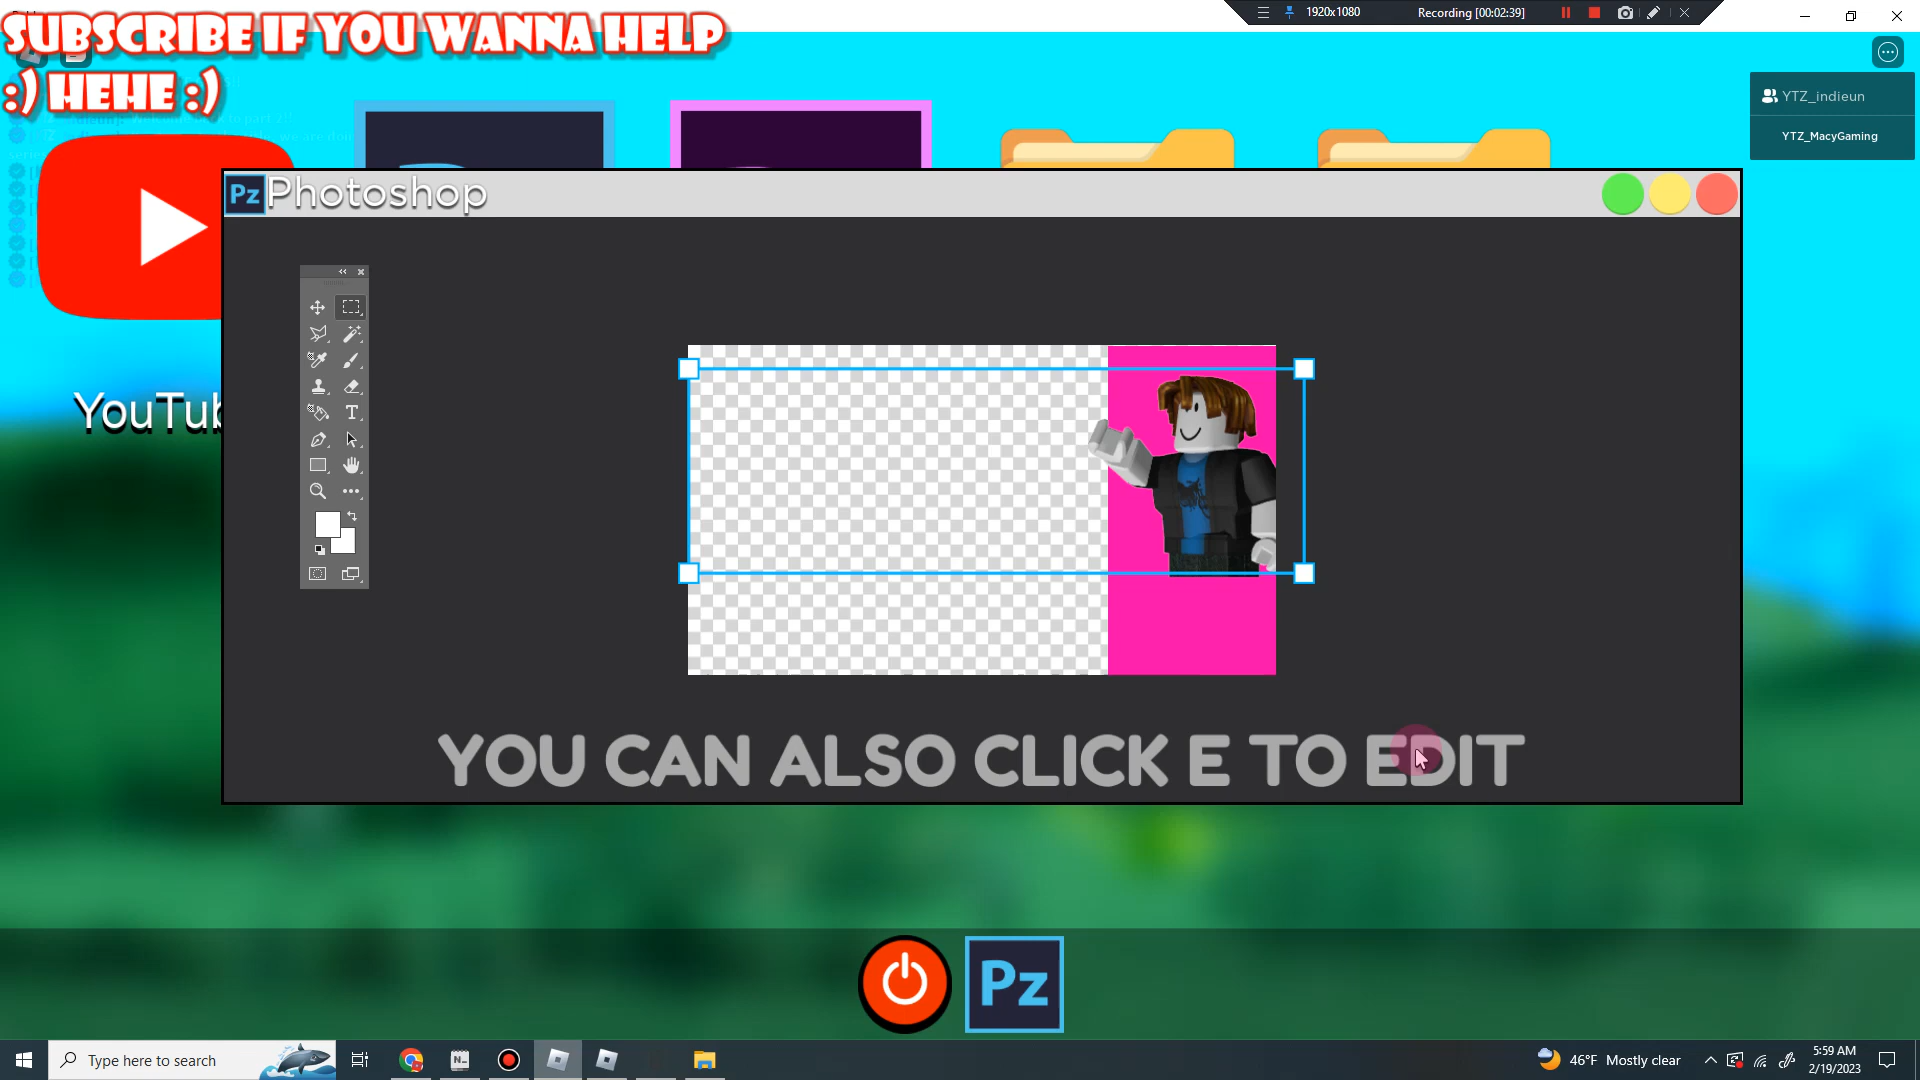 SUBSCRIBE IF YOU WANNA HELP
:) HEHE :)
1920x1080
Recording [00:02:39]
YTZ_indieun
YTZ_MacyGaming
Pz Photoshop
YouTub
T
YOU CAN ALSO CLICK E TO EDIT
Pz
Type here to search
N
46°F Mostly clear
5:59 AM
2/19/2023